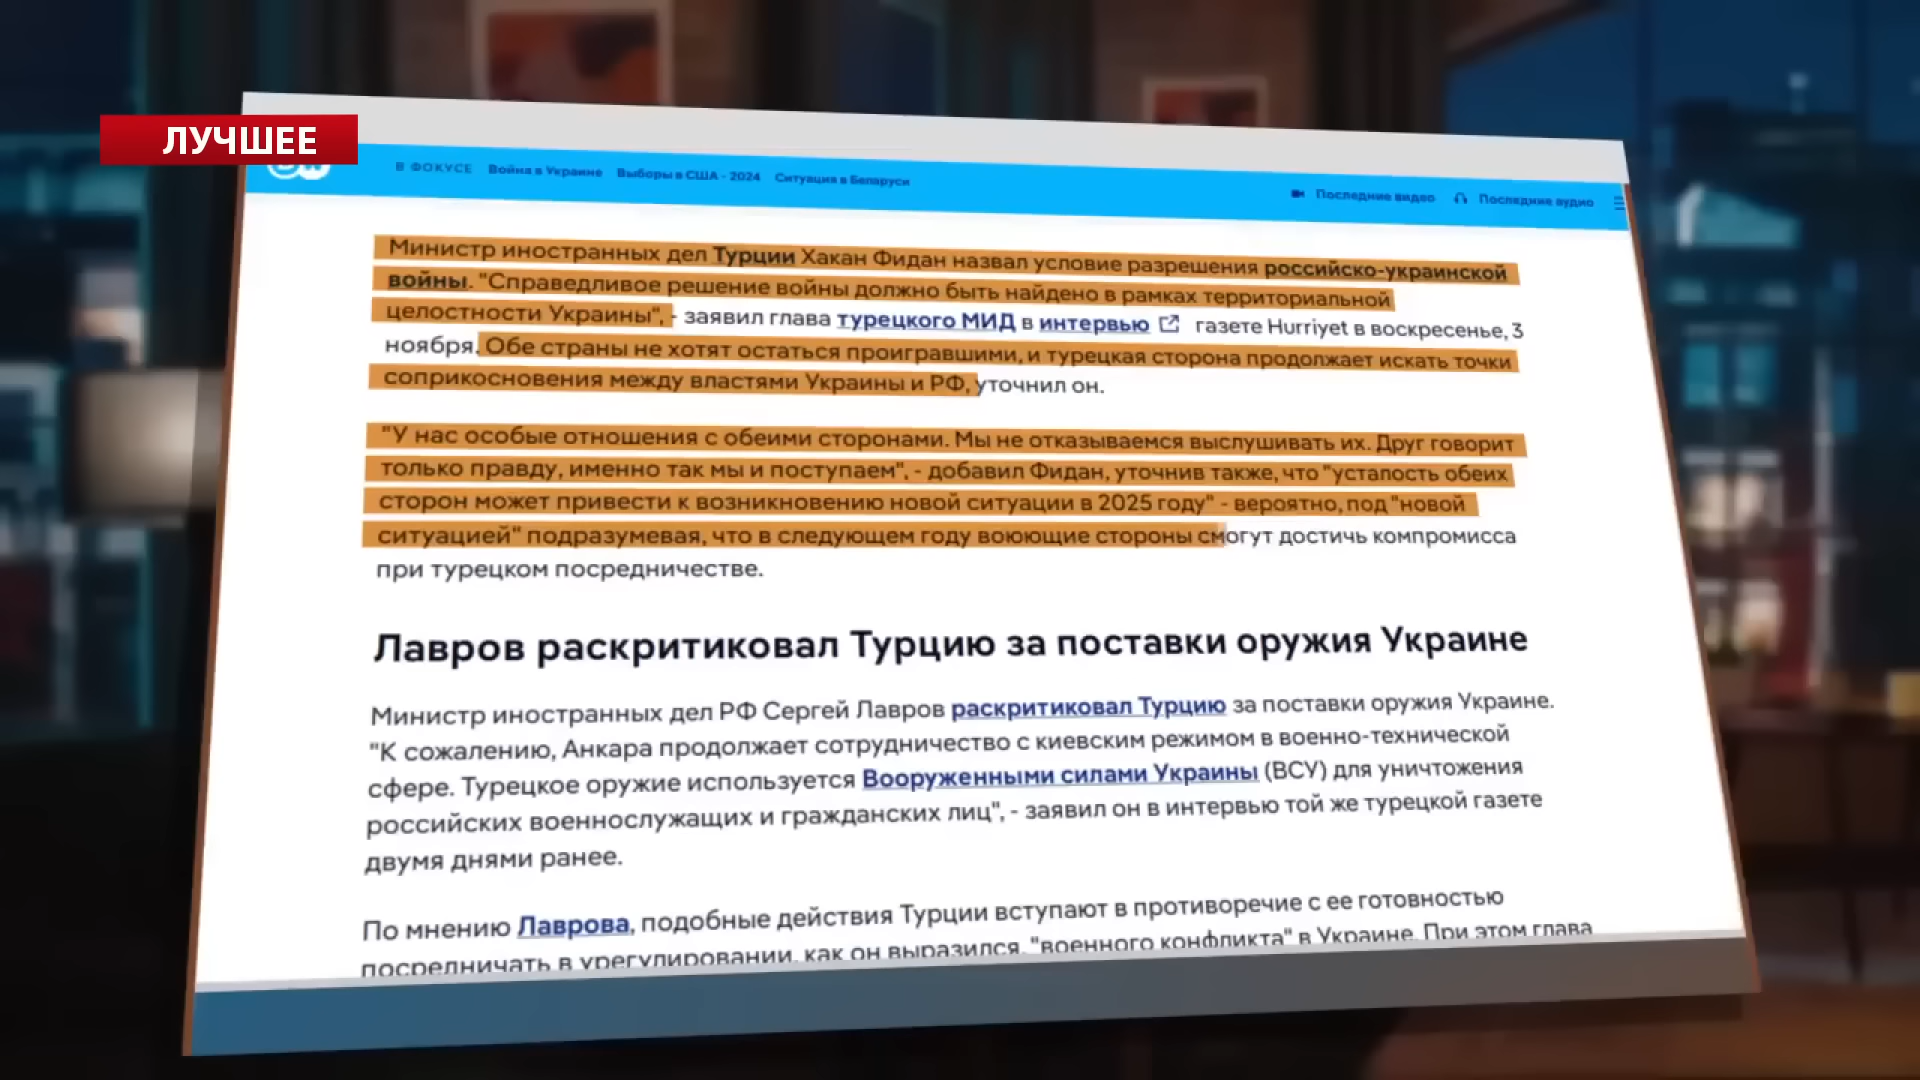 ЛУЧШЕЕ
В ФОКУСЕ Война в Украине Выборы в США - 2024 Ситуация в Беларуси Последние видео Последние аудио
Министр иностранных дел Турции Хакан Фидан назвал условие разрешения российско-украинской
войны. "Справедливое решение войны должно быть найдено в рамках территориальной
целостности Украины", - заявил глава турецкого МИД в интервью газете Hurriyet в воскресенье, 3
ноября. Обе страны не хотят остаться проигравшими, и турецкая сторона продолжает искать точки
соприкосновения между властями Украины и РФ, уточнил он.
"У нас особые отношения с обеими сторонами. Мы не отказываемся выслушивать их. Друг говорит
только правду, именно так мы и поступаем", - добавил Фидан, уточнив также, что "усталость обеих
сторон может привести к возникновению новой ситуации в 2025 году" - вероятно, под "новой
ситуацией" подразумевая, что в следующем году воюющие стороны смогут достичь компромисса
при турецком посредничестве.
Лавров раскритиковал Турцию за поставки оружия Украине
Министр иностранных дел РФ Сергей Лавров раскритиковал Турцию за поставки оружия Украине.
"К сожалению, Анкара продолжает сотрудничество с киевским режимом в военно-технической
сфере. Турецкое оружие используется Вооруженными силами Украины (ВСУ) для уничтожения
российских военнослужащих и гражданских лиц", - заявил он в интервью той же турецкой газете
двумя днями ранее.
По мнению Лаврова, подобные действия Турции вступают в противоречие с ее готовностью
посредничать в урегулировании, как он выразился, "военного конфликта" в Украине. При этом глава